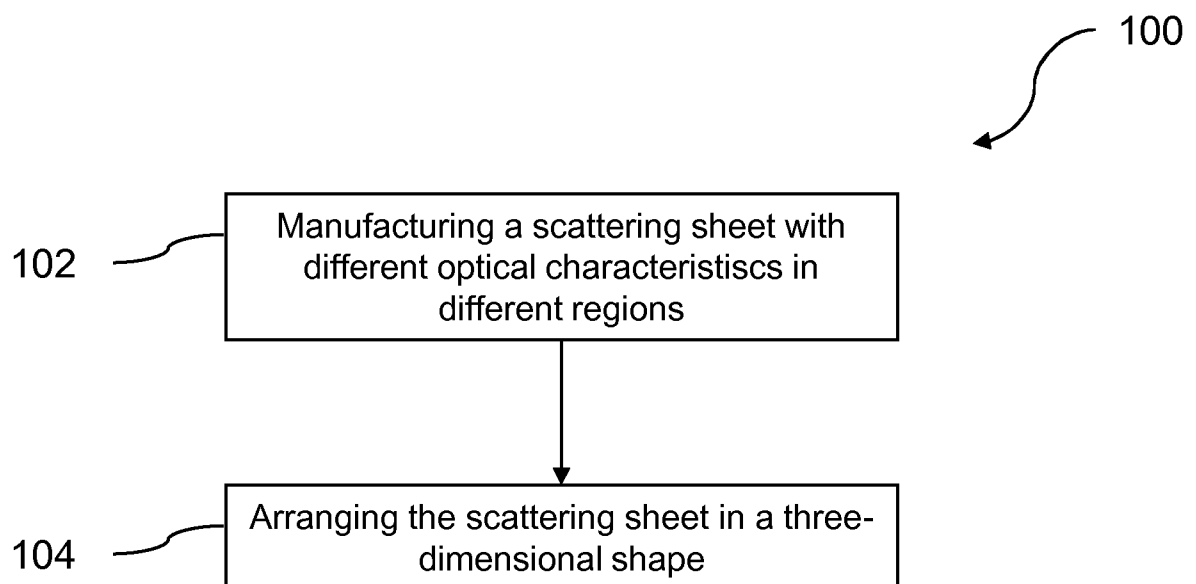 100
Manufacturing a scattering sheet with
different optical characteristiscs in
different regions
102
Arranging the scattering sheet in a three-
dimensional shape
104